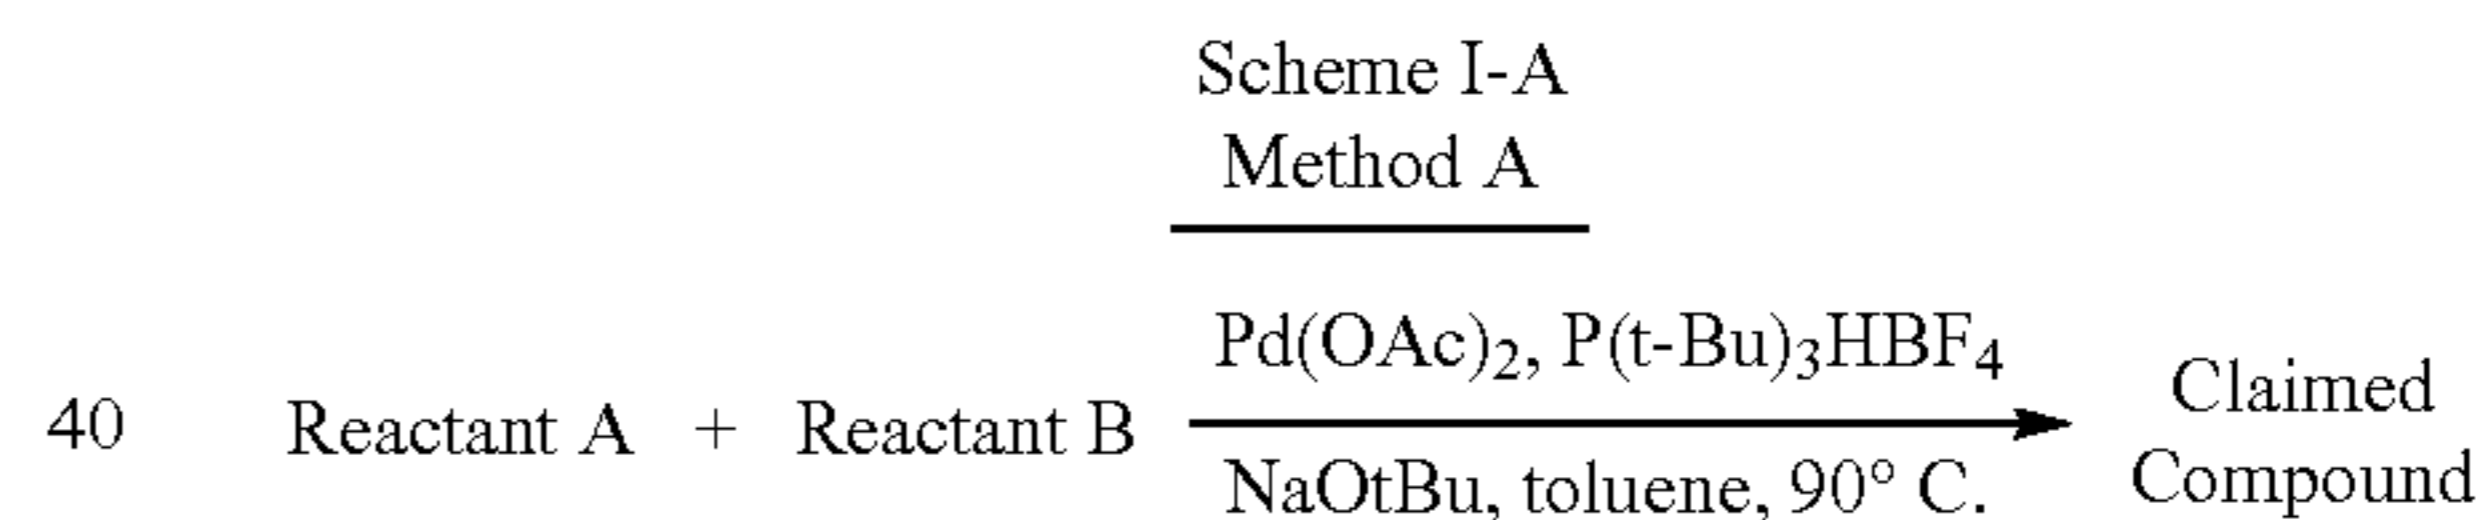 Scheme I-A
Method A
Pd(OAc)2, P(t-Bu)3HBF4
40 Reactant A + Reactant B
NaOtBu, toluene, 90° C.
Claimed
Compound